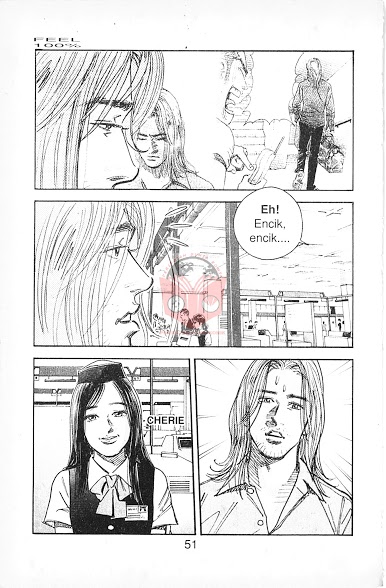 FEEL
100%
Eh!
Encik,
encik....
CHERIE
51